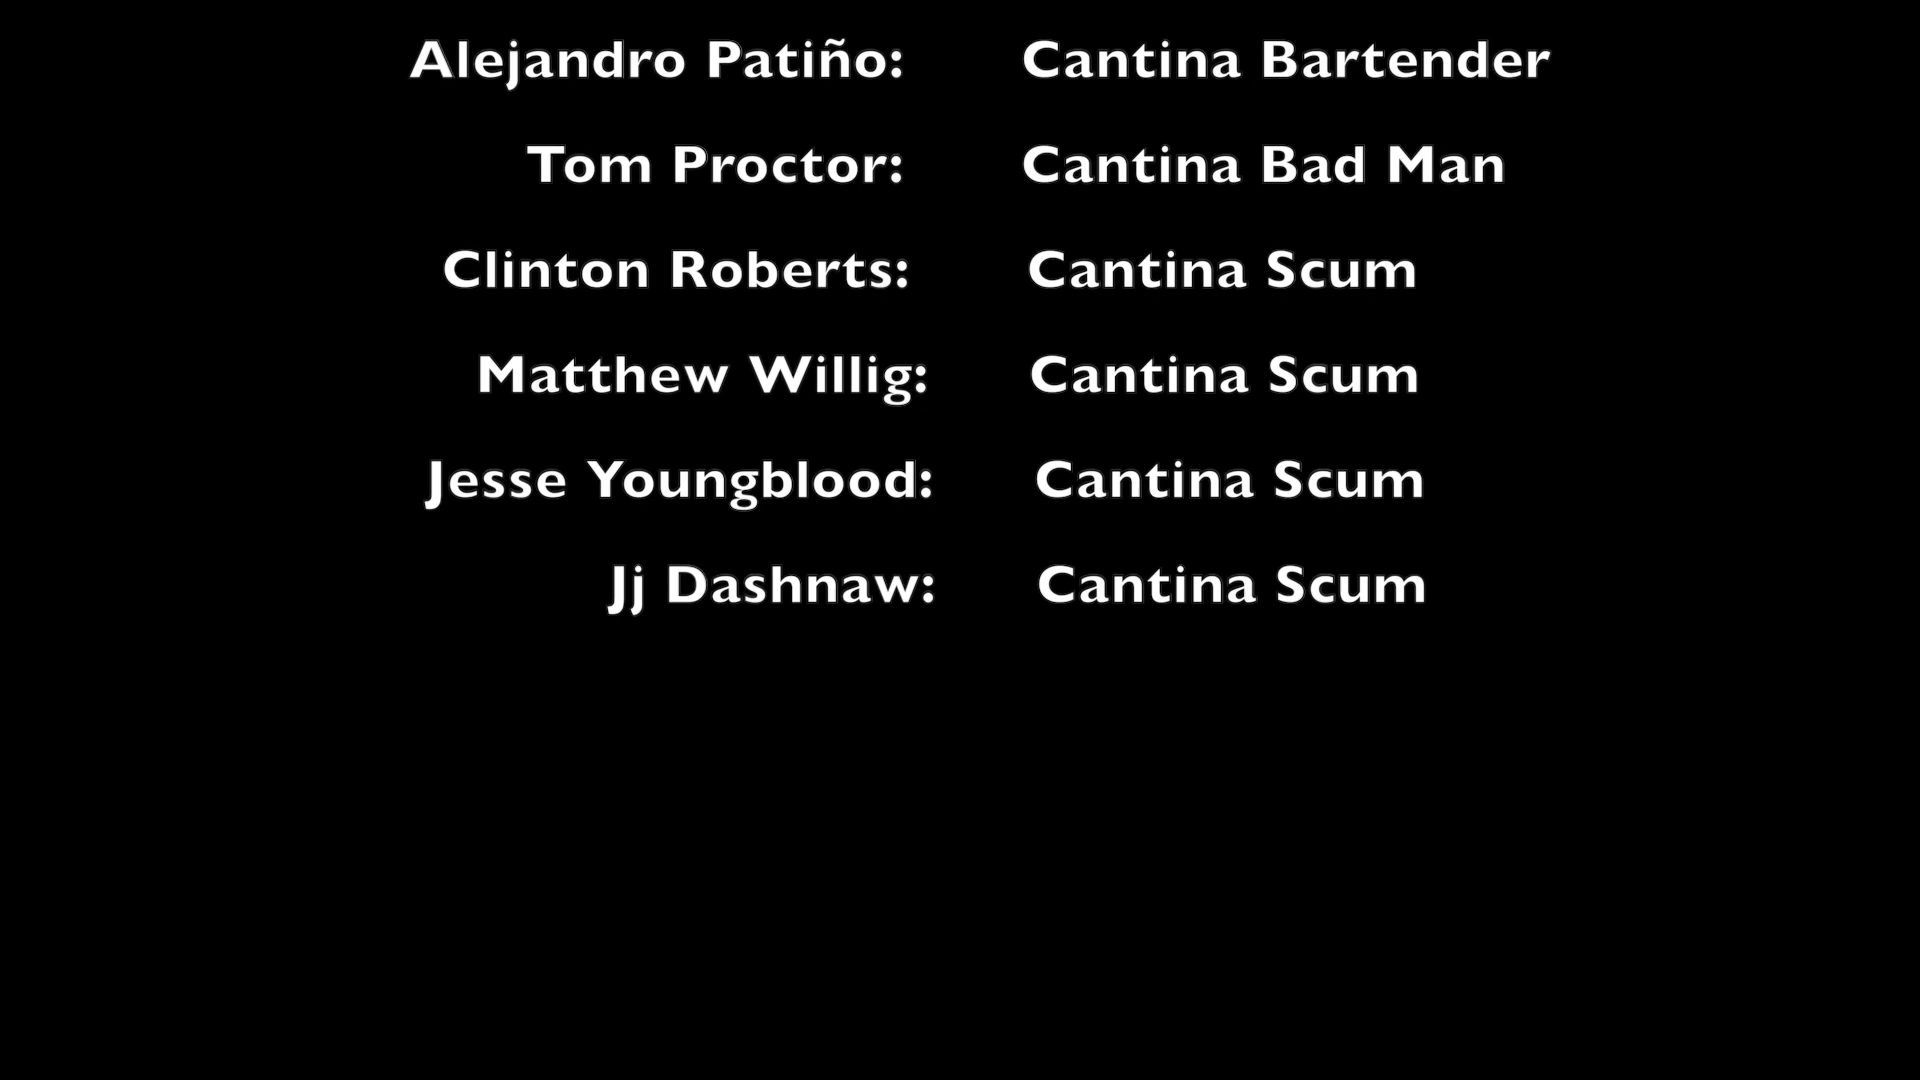 Alejandro Patiño: Cantina Bartender
Tom Proctor: Cantina Bad Man
Clinton Roberts: Cantina Scum
Matthew Willig: Cantina Scum
Jesse Youngblood: Cantina Scum
Jj Dashnaw: Cantina Scum